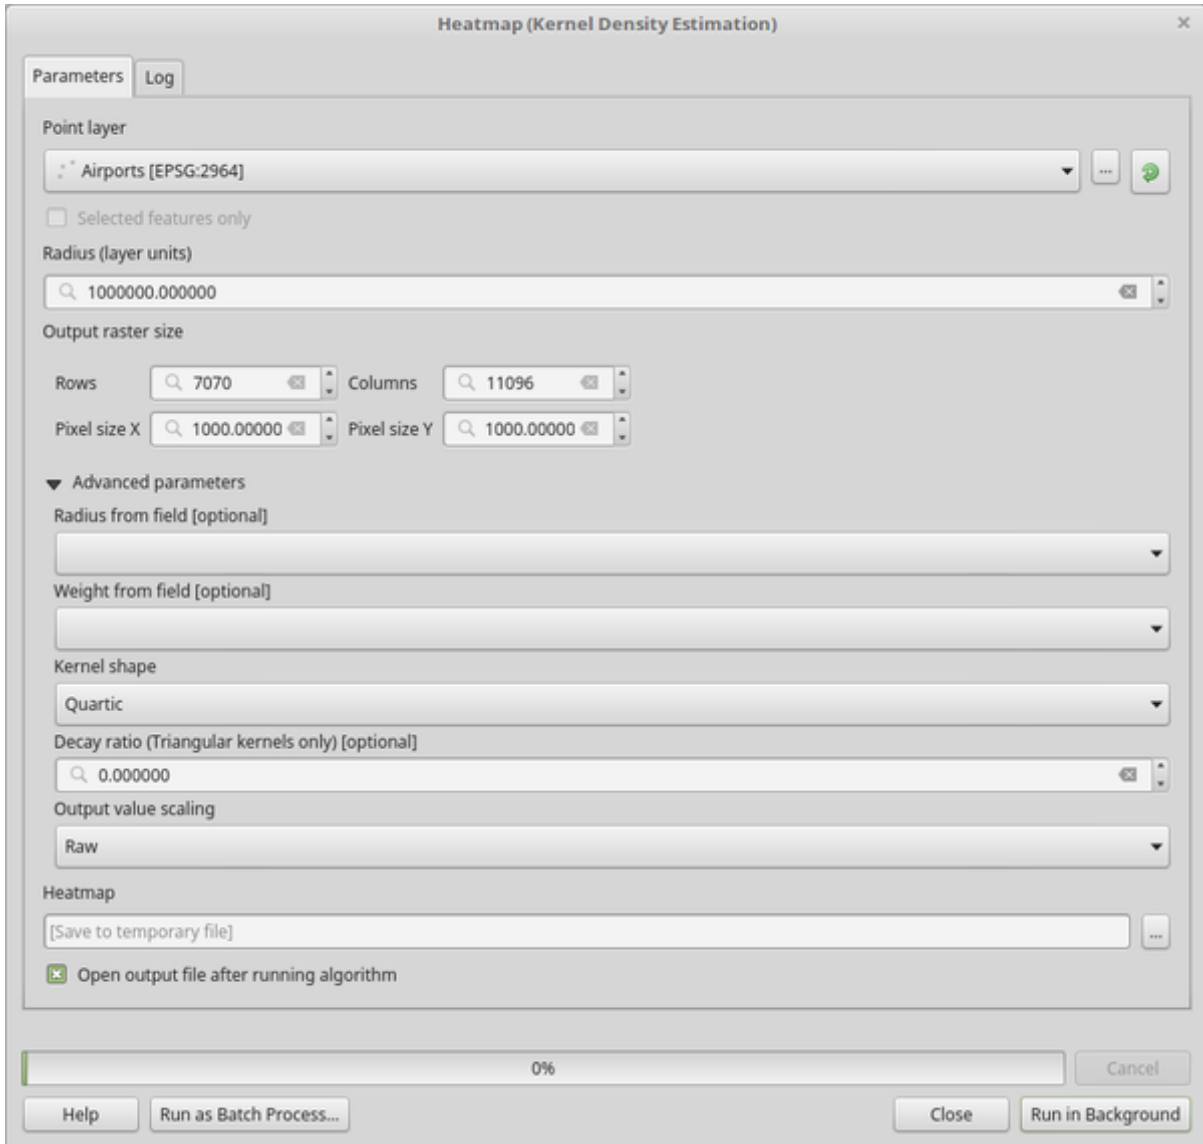 Heatmap (Kernel Density Estimation)
Parameters Log
Point layer
Airports [EPSG:2964] ...
Selected features only
Radius (layer units)
1000000.000000
Output raster size
Rows 7070 Columns 11096
Pixel size X 1000.00000 Pixel size Y 1000.00000
Advanced parameters
Radius from field [optional]
Weight from field [optional]
Kernel shape
Quartic
Decay ratio (Triangular kernels only) [optional]
0.000000
Output value scaling
Raw
Heatmap
[Save to temporary file] ...
Open output file after running algorithm
0% Cancel
Help Run as Batch Process... Close Run in Background